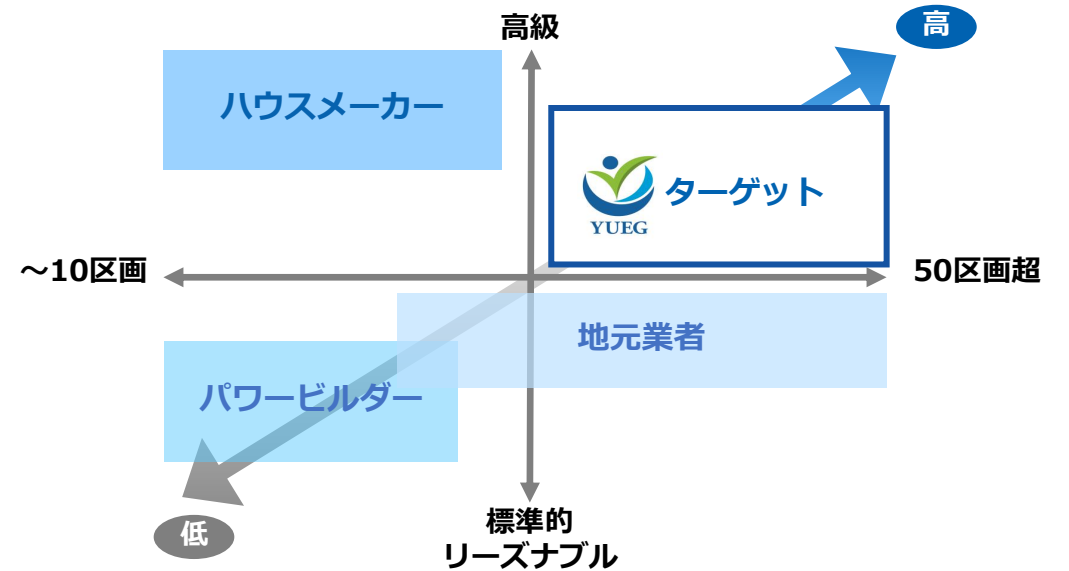 高
高級
ハウスメーカー
ターゲット
YUEG
～10区画
50区画超
地元業者
パワービルダー
低
標準的
リーズナブル